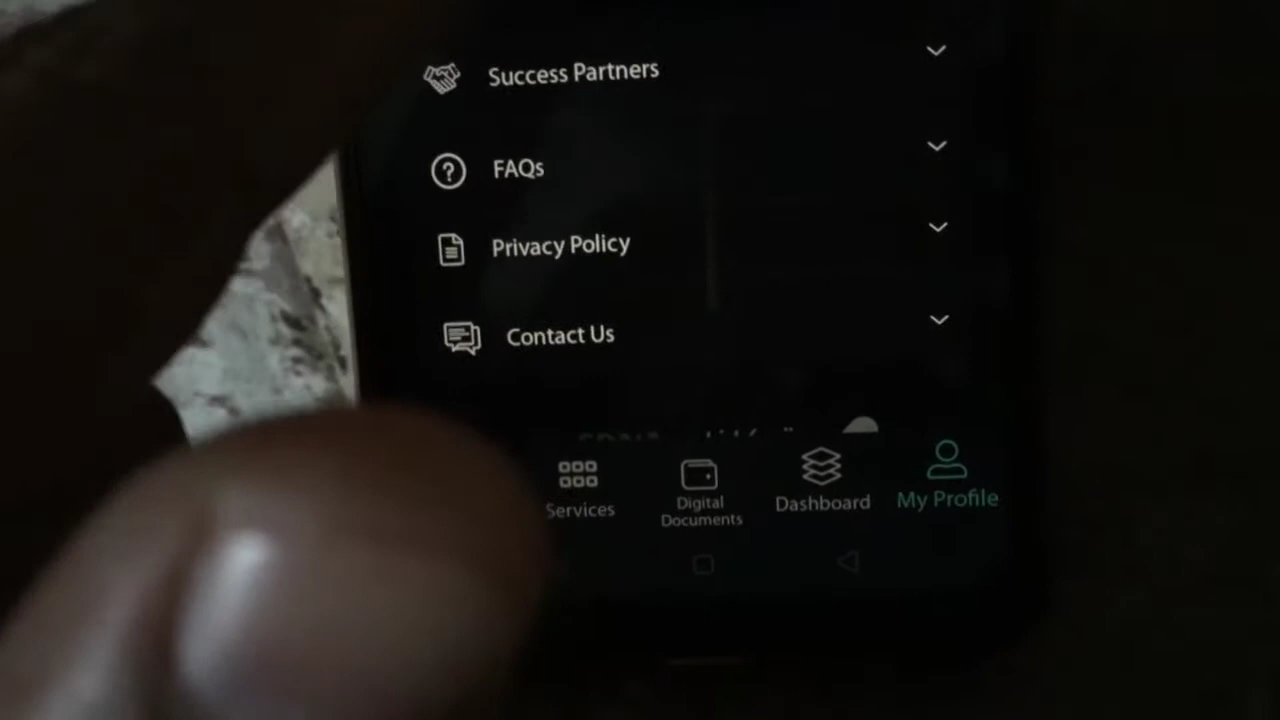 Success Partners
FAQs
Privacy Policy
Contact Us
Services
Digital
Documents
Dashboard
My Profile